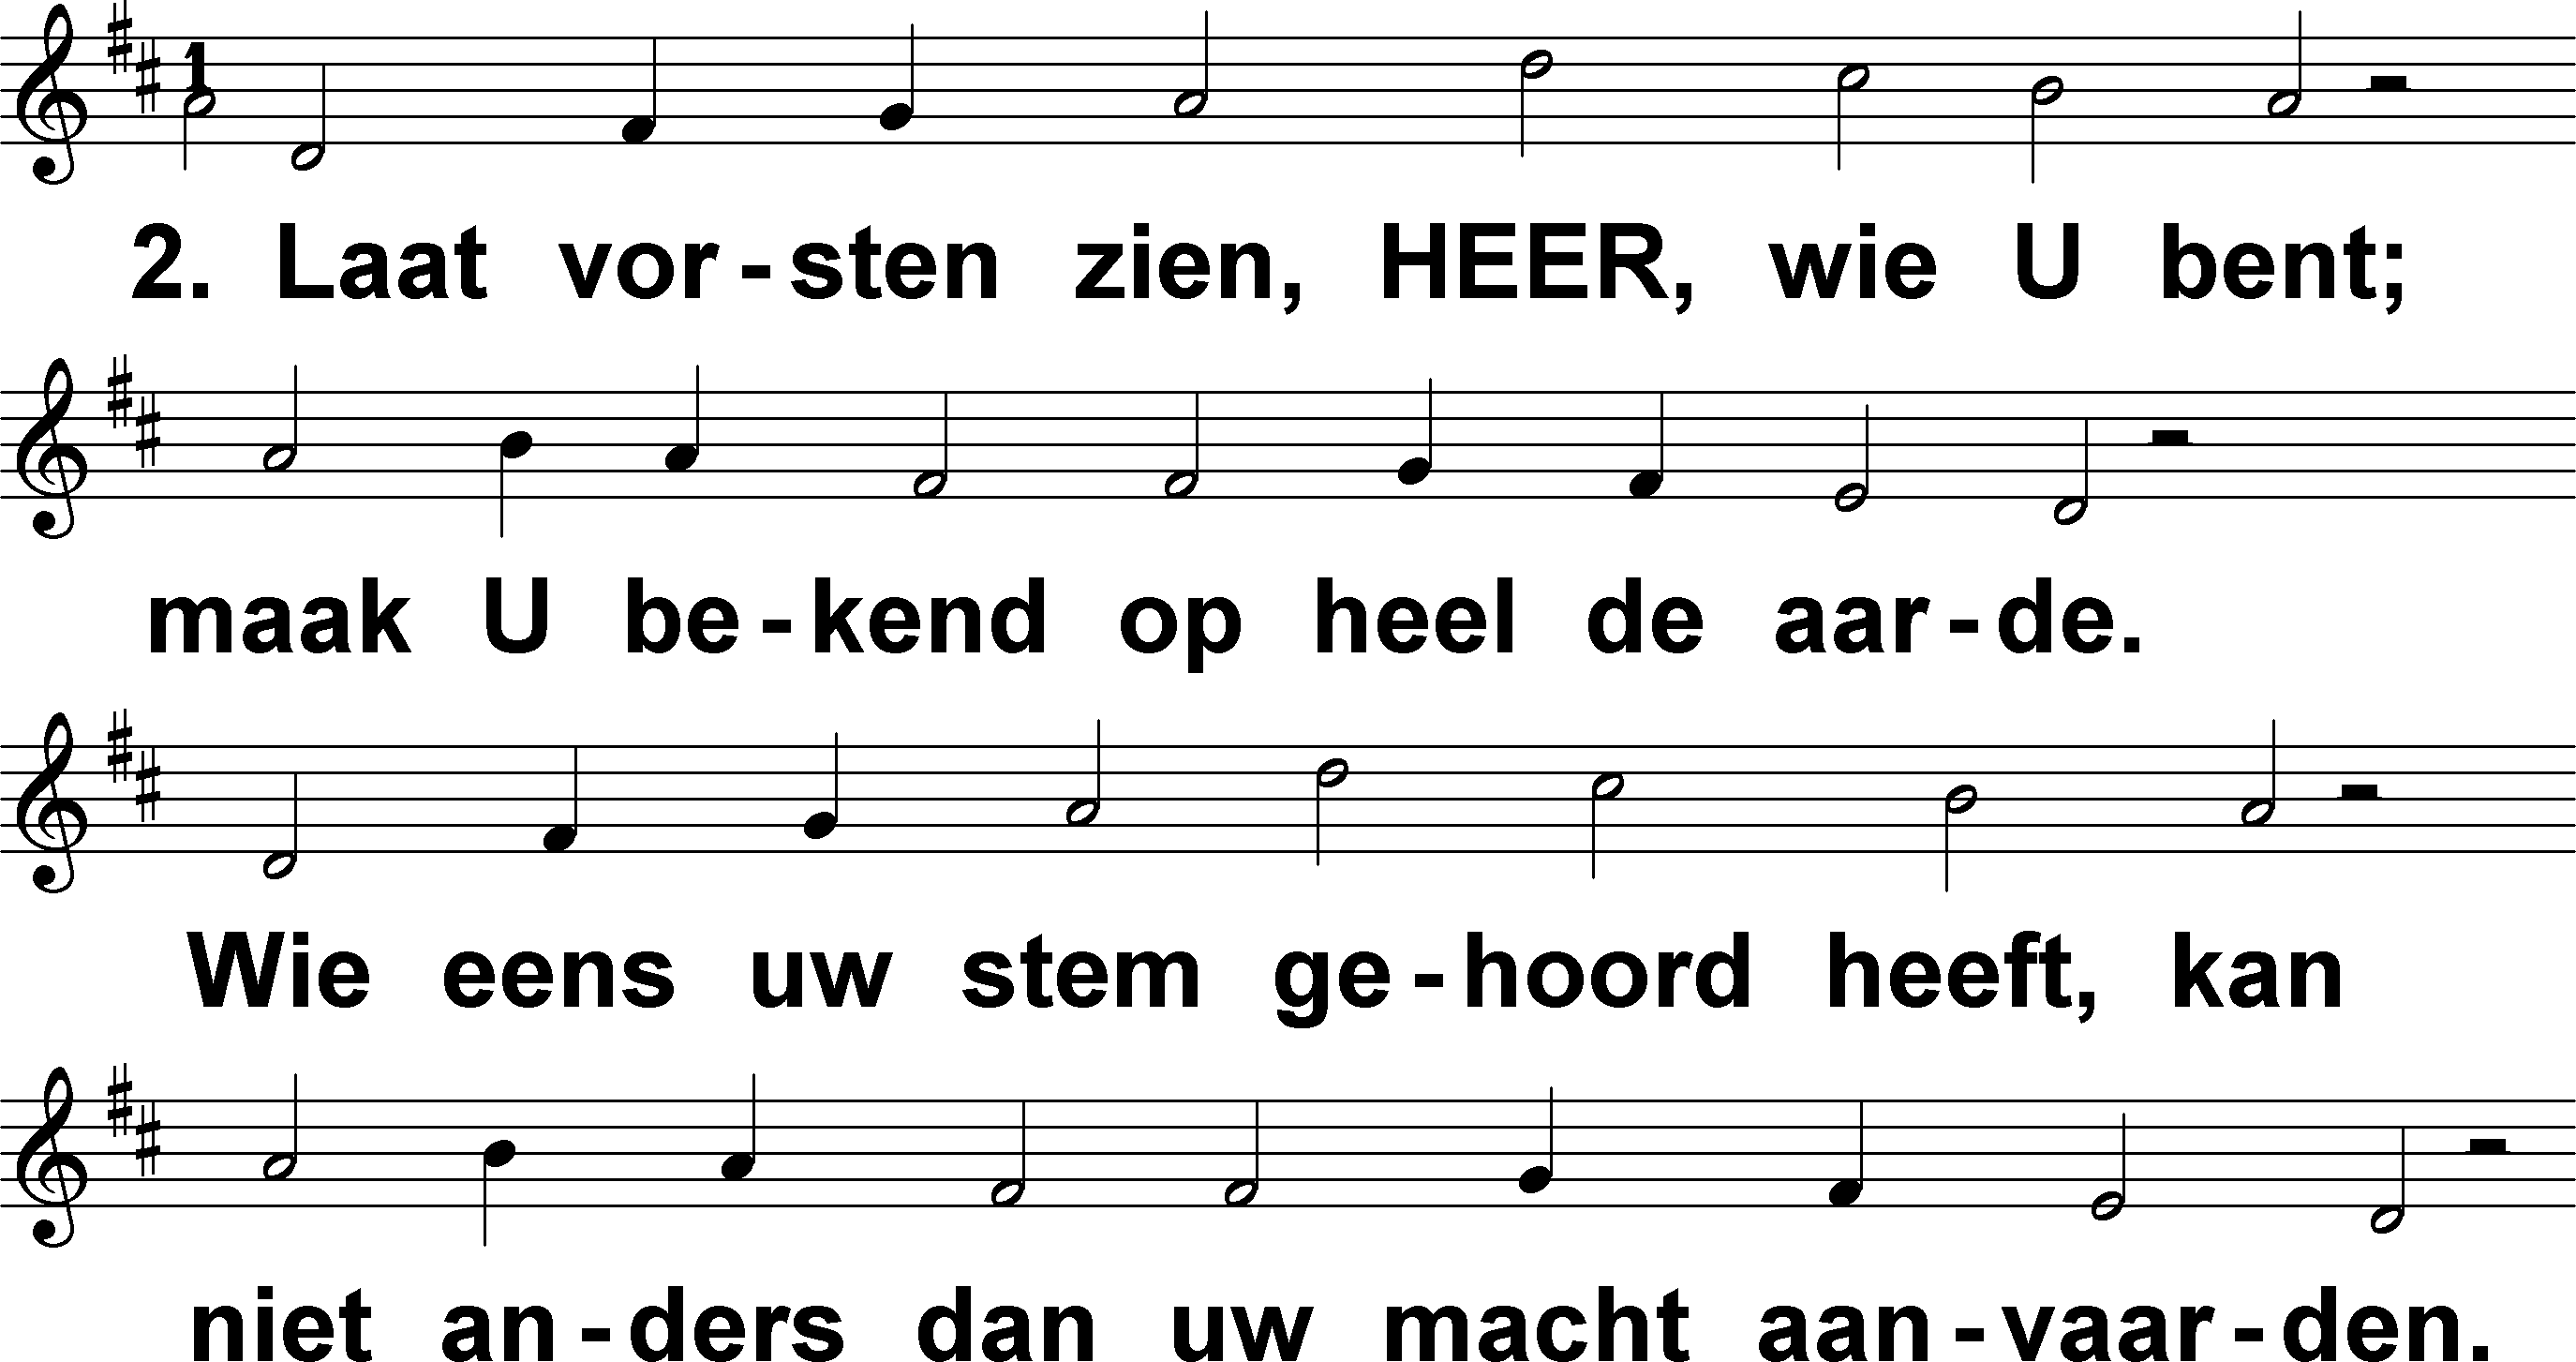 1
2. Laat vor-sten zien, HEER, wie U bent;
maak U be-kend op heel de aar-de.
Wie eens uw stem ge-hoord heeft, kan
niet an-ders dan uw macht aan-vaar-den.